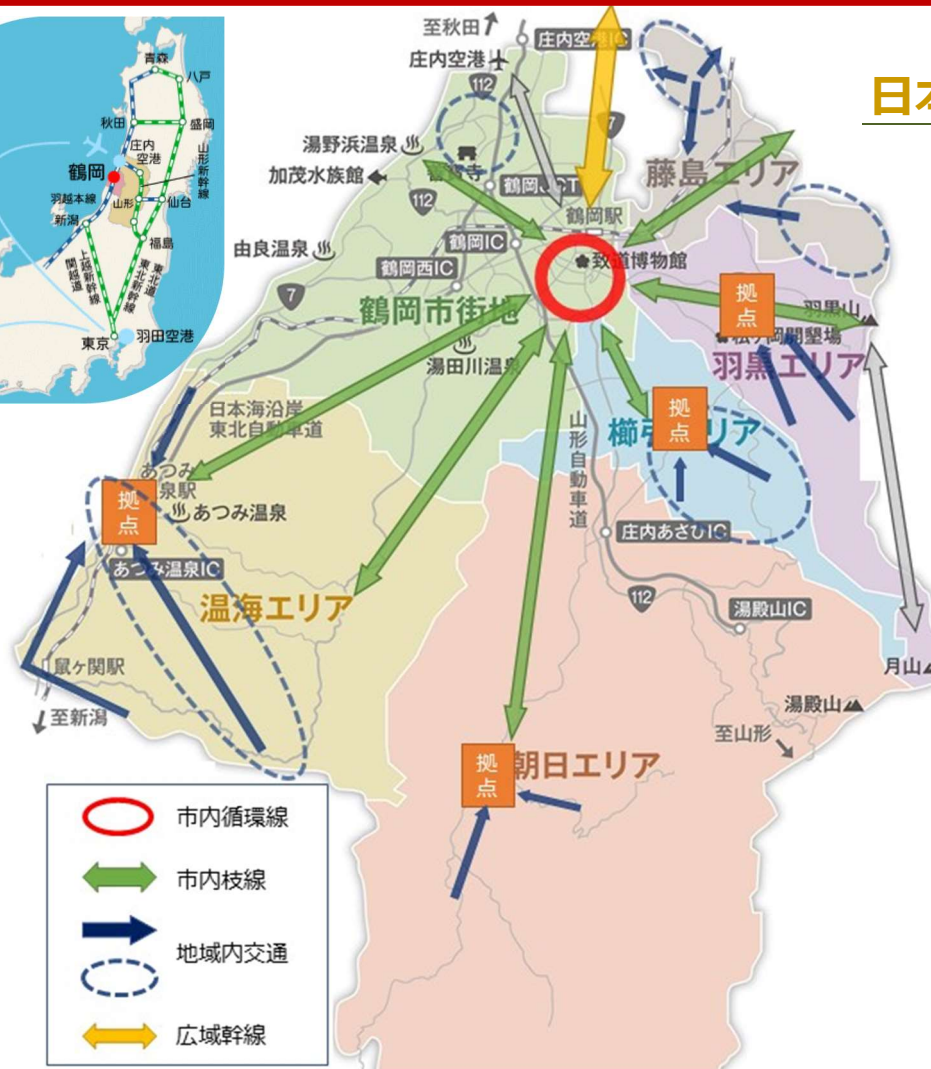 日本
青森
八戸
秋田
盛岡
庄内
空港
鶴岡
山形新幹線
羽越本線
山形
仙台
新潟
福島
上越新幹線
関越道
東北道
東北新幹線
東京
羽田空港
至秋田
庄内空港IC
庄内空港
112
7
湯野浜温泉
加茂水族館
藤島エリア
112
鶴岡JCT
鶴岡駅
由良温泉
鶴岡IC
鶴岡西IC
致道博物館
7
鶴岡市街地
拠点
羽黒山
松ヶ岡開墾場
羽黒エリア
湯田川温泉
日本海沿岸
東北自動車道
山形自動車道
拠点
櫛引エリア
あつみ
温泉駅
拠点
あつみ温泉
庄内あさひIC
あつみ温泉IC
温海エリア
112
湯殿山IC
鼠ヶ関駅
月山
至新潟
湯殿山
至山形
拠点
朝日エリア
市内循環線
市内枝線
地域内交通
広域幹線